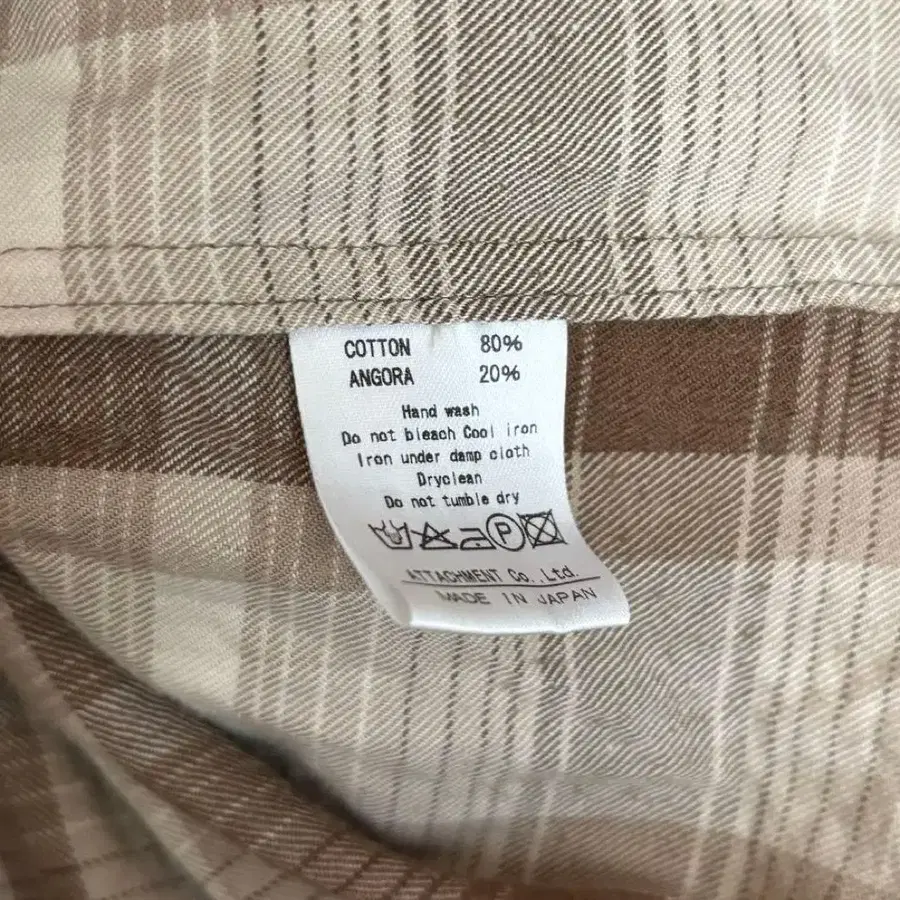 COTTON 80%
ANGORA 20%
Hand wash
Do not bleach Cool iron
Iron under damp cloth
Dryclean
Do not tumble dry
P
ATTACHMENT Co.,Ltd.
MADE IN JAPAN